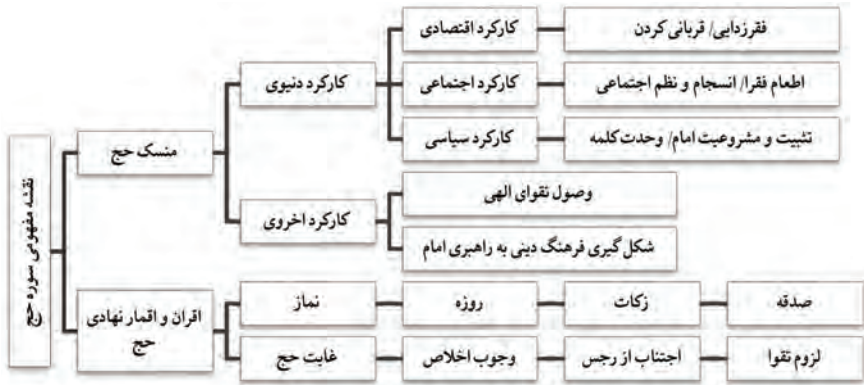 نقشه مفهومی سوره حج
منسک حج
کارکرد دنیوی
کارکرد اقتصادی
فقرزدایی/ قربانی کردن
کارکرد اجتماعی
اطعام فقرا/ انسجام و نظم اجتماعی
کارکرد سیاسی
تثبیت و مشروعیت امام/ وحدت کلمه
کارکرد اخروی
وصول تقوای الهی
شکل گیری فرهنگ دینی به راهبری امام
اقران و اقمار نهادی
حج
نماز
روزه
زکات
صدقه
غایت حج
وجوب اخلاص
اجتناب از رجس
لزوم تقوا